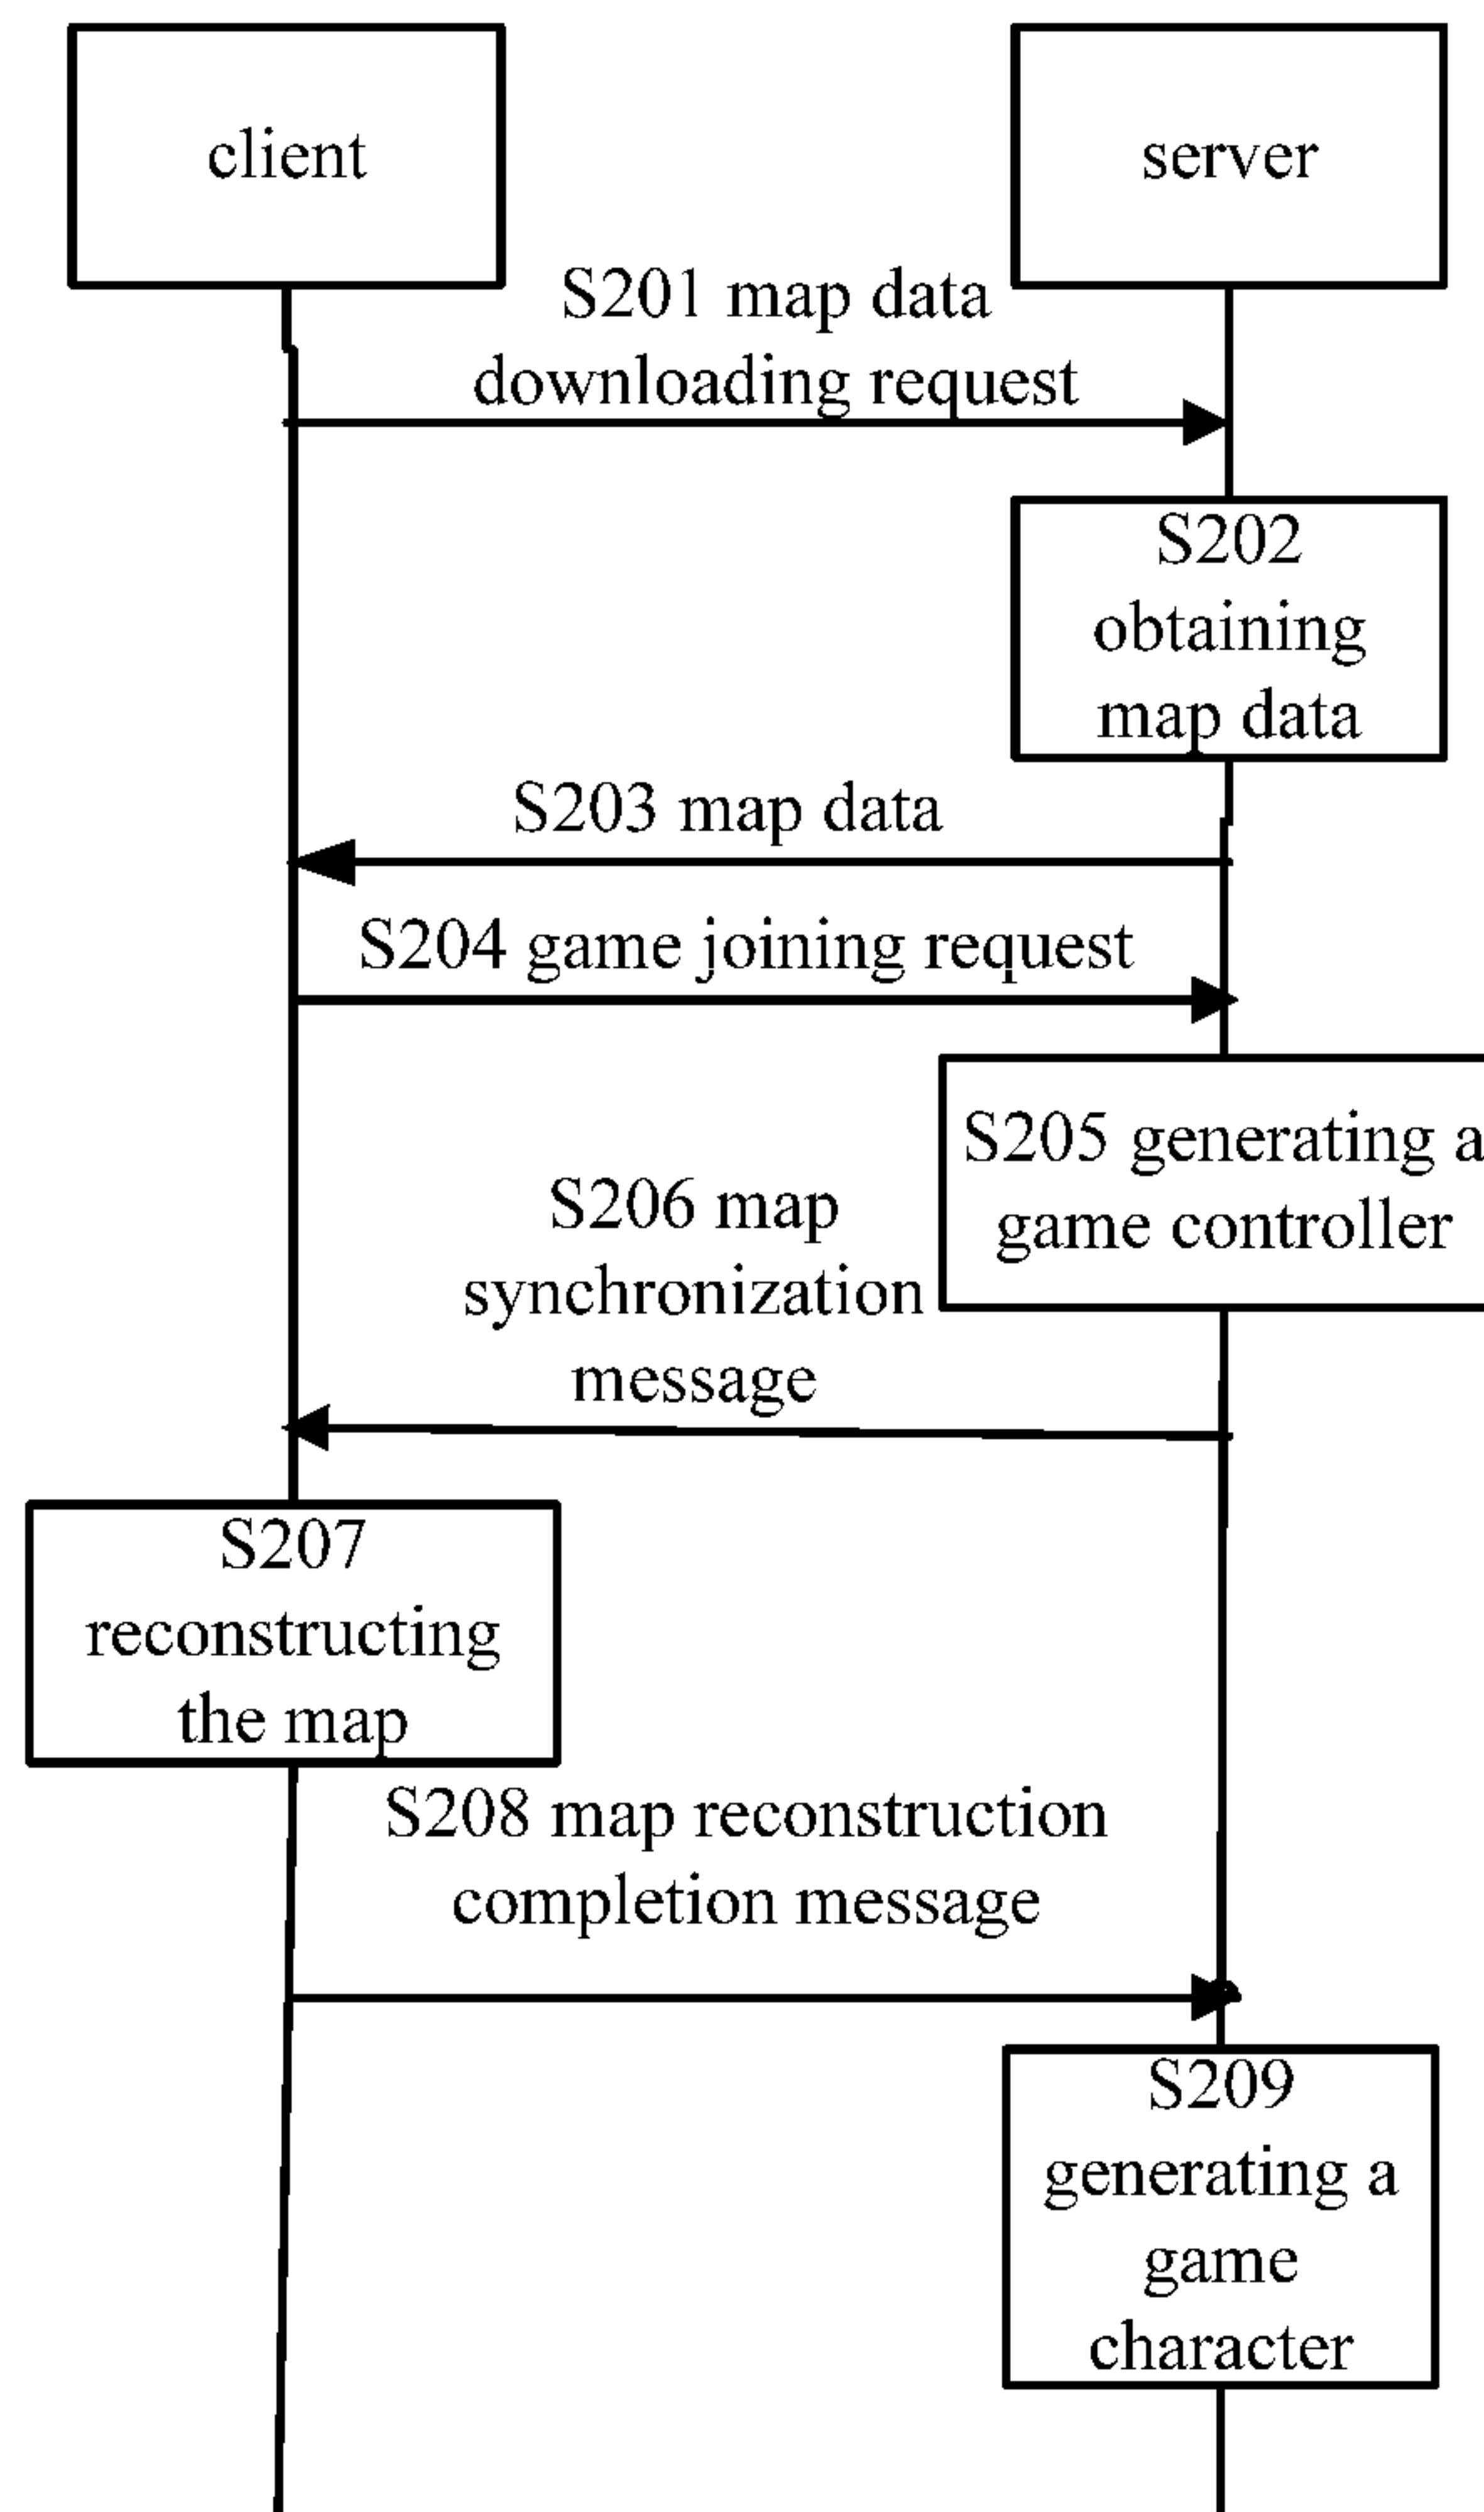 client
server
S201 map data
downloading request
S202
obtaining
map data
S203 map data
S204 game joining request
S205 generating a
game controller
S206 map
synchronization
message
S207
reconstructing
the map
S208 map reconstruction
completion message
S209
generating a
game
character